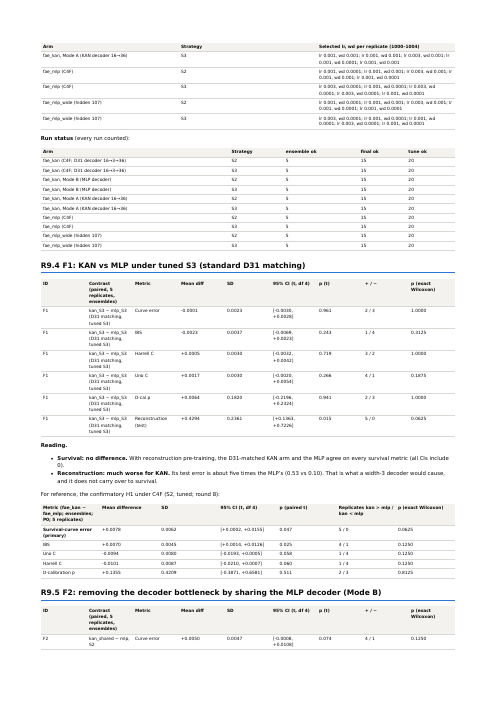 Arm Strategy Selected lr, wd per replicate (1000–1004)
fae_kan, Mode A (KAN decoder 16→36) S3 lr 0.001, wd 0.001; lr 0.001, wd 0.001; lr 0.003, wd 0.001; lr
0.001, wd 0.0001; lr 0.001, wd 0.001
fae_mlp (C4F) S2 lr 0.001, wd 0.0001; lr 0.001, wd 0.001; lr 0.003, wd 0.001; lr
0.001, wd 0.001; lr 0.001, wd 0.0001
fae_mlp (C4F) S3 lr 0.003, wd 0.0001; lr 0.003, wd 0.0001; lr 0.003, wd
0.0001; lr 0.003, wd 0.0001; lr 0.001, wd 0.0001
fae_mlp_wide (hidden 107) S2 lr 0.001, wd 0.0001; lr 0.001, wd 0.001; lr 0.003, wd 0.001; lr
0.001, wd 0.0001; lr 0.001, wd 0.0001
fae_mlp_wide (hidden 107) S3 lr 0.003, wd 0.0001; lr 0.003, wd 0.0001; lr 0.001, wd
0.0001; lr 0.003, wd 0.0001; lr 0.001, wd 0.0001
Run status (every run counted):
Arm Strategy ensemble ok final ok tune ok
fae_kan (C4F, D31 decoder 16→3→36) S2 5 15 20
fae_kan (C4F, D31 decoder 16→3→36) S3 5 15 20
fae_kan, Mode B (MLP decoder) S2 5 15 20
fae_kan, Mode B (MLP decoder) S3 5 15 20
fae_kan, Mode A (KAN decoder 16→36) S2 5 15 20
fae_kan, Mode A (KAN decoder 16→36) S3 5 15 20
fae_mlp (C4F) S2 5 15 20
fae_mlp (C4F) S3 5 15 20
fae_mlp_wide (hidden 107) S2 5 15 20
fae_mlp_wide (hidden 107) S3 5 15 20
R9.4 F1: KAN vs MLP under tuned S3 (standard D31 matching)
ID Contrast (paired, 5 replicates, ensembles) Metric Mean diff SD 95% CI (t, df 4) p (t) + / − p (exact Wilcoxon)
F1 kan_S3 − mlp_S3 (D31 matching, tuned S3) Curve error -0.0001 0.0023 [-0.0030, +0.0028] 0.961 2 / 3 1.0000
F1 kan_S3 − mlp_S3 (D31 matching, tuned S3) IBS -0.0023 0.0037 [-0.0069, +0.0023] 0.243 1 / 4 0.3125
F1 kan_S3 − mlp_S3 (D31 matching, tuned S3) Harrell C +0.0005 0.0030 [-0.0032, +0.0042] 0.719 3 / 2 1.0000
F1 kan_S3 − mlp_S3 (D31 matching, tuned S3) Uno C +0.0017 0.0030 [-0.0020, +0.0054] 0.266 4 / 1 0.1875
F1 kan_S3 − mlp_S3 (D31 matching, tuned S3) D-cal p +0.0064 0.1820 [-0.2196, +0.2324] 0.941 2 / 3 1.0000
F1 kan_S3 − mlp_S3 (D31 matching, tuned S3) Reconstruction (test) +0.4294 0.2361 [+0.1363, +0.7226] 0.015 5 / 0 0.0625
Reading.
• Survival: no difference. With reconstruction pre-training, the D31-matched KAN arm and the MLP agree on every survival metric (all CIs include
0).
• Reconstruction: much worse for KAN. Its test error is about five times the MLP's (0.53 vs 0.10). That is what a width-3 decoder would cause,
and it does not carry over to survival.
For reference, the confirmatory H1 under C4F (S2, tuned; round 8):
Metric (fae_kan − fae_mlp; ensembles; P0; 5 replicates) Mean difference SD 95% CI (t, df 4) p (paired t) Replicates kan > mlp / kan < mlp p (exact Wilcoxon)
Survival-curve error (primary) +0.0078 0.0062 [+0.0002, +0.0155] 0.047 5 / 0 0.0625
IBS +0.0070 0.0045 [+0.0014, +0.0126] 0.025 4 / 1 0.1250
Uno C -0.0094 0.0080 [-0.0193, +0.0005] 0.058 1 / 4 0.1250
Harrell C -0.0101 0.0087 [-0.0210, +0.0007] 0.060 1 / 4 0.1250
D-calibration p +0.1355 0.4209 [-0.3871, +0.6581] 0.511 2 / 3 0.8125
R9.5 F2: removing the decoder bottleneck by sharing the MLP decoder (Mode B)
ID Contrast (paired, 5 replicates, ensembles) Metric Mean diff SD 95% CI (t, df 4) p (t) + / − p (exact Wilcoxon)
F2 kan_shared − mlp, S2 Curve error +0.0050 0.0047 [-0.0008, +0.0108] 0.074 4 / 1 0.1250